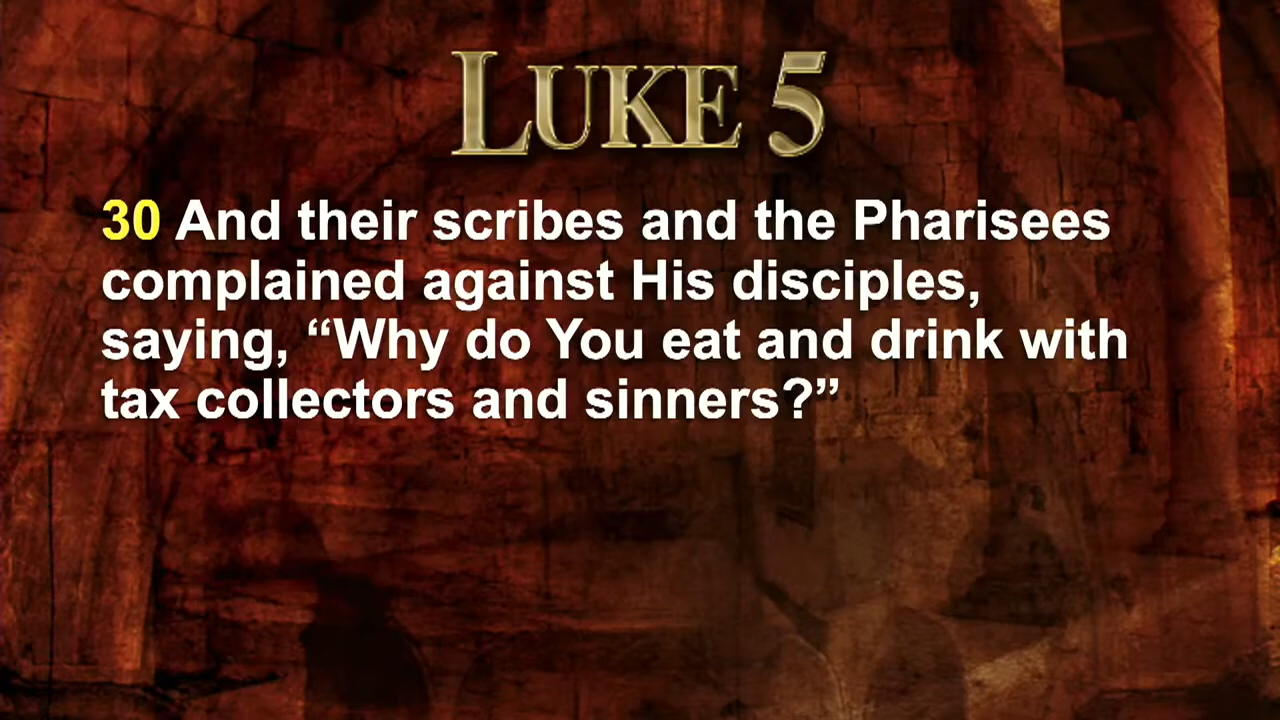 LUKE 5
30 And their scribes and the Pharisees
complained against His disciples,
saying, “Why do You eat and drink with
tax collectors and sinners?”